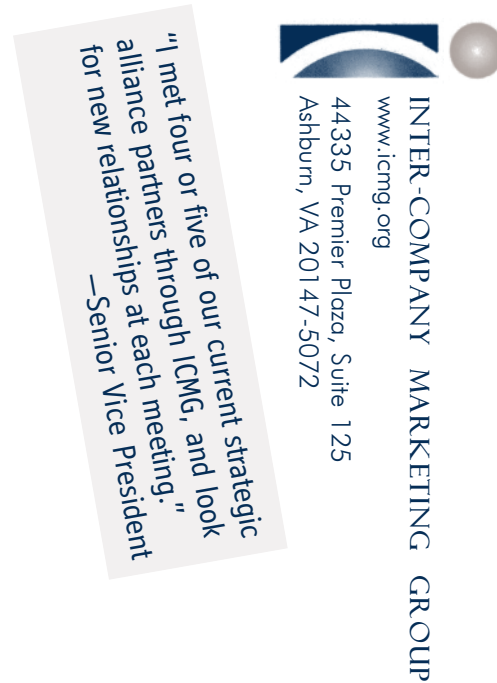 INTER-COMPANY MARKETING GROUP
www.icmg.org
44335 Premier Plaza, Suite 125
Ashburn, VA 20147-5072
“I met four or five of our current strategic
alliance partners through ICMG, and look
for new relationships at each meeting.”
—Senior Vice President